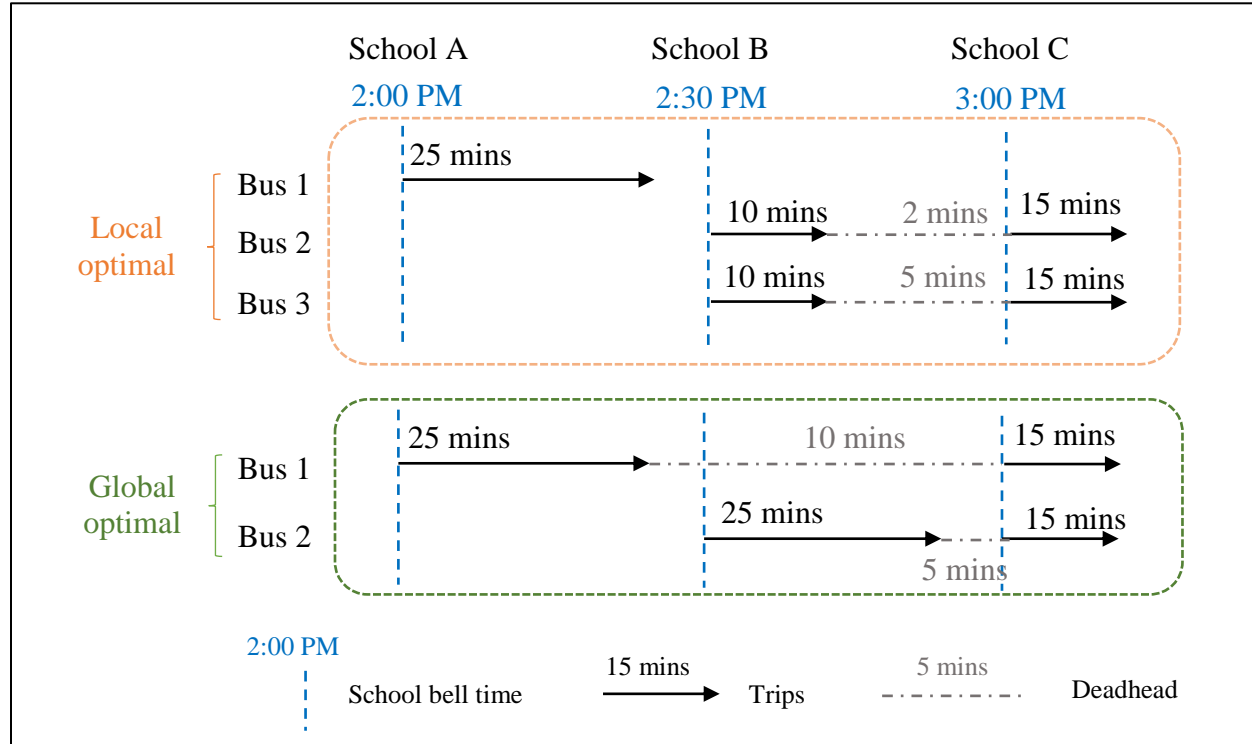 School A School B School C
2:00 PM 2:30 PM 3:00 PM
25 mins
Bus 1
10 mins 2 mins 15 mins
Local
optimal
Bus 2
10 mins 5 mins 15 mins
Bus 3
25 mins 10 mins 15 mins
Bus 1
Global
optimal
25 mins 15 mins
Bus 2
5 mins
2:00 PM
15 mins 5 mins
School bell time Trips Deadhead